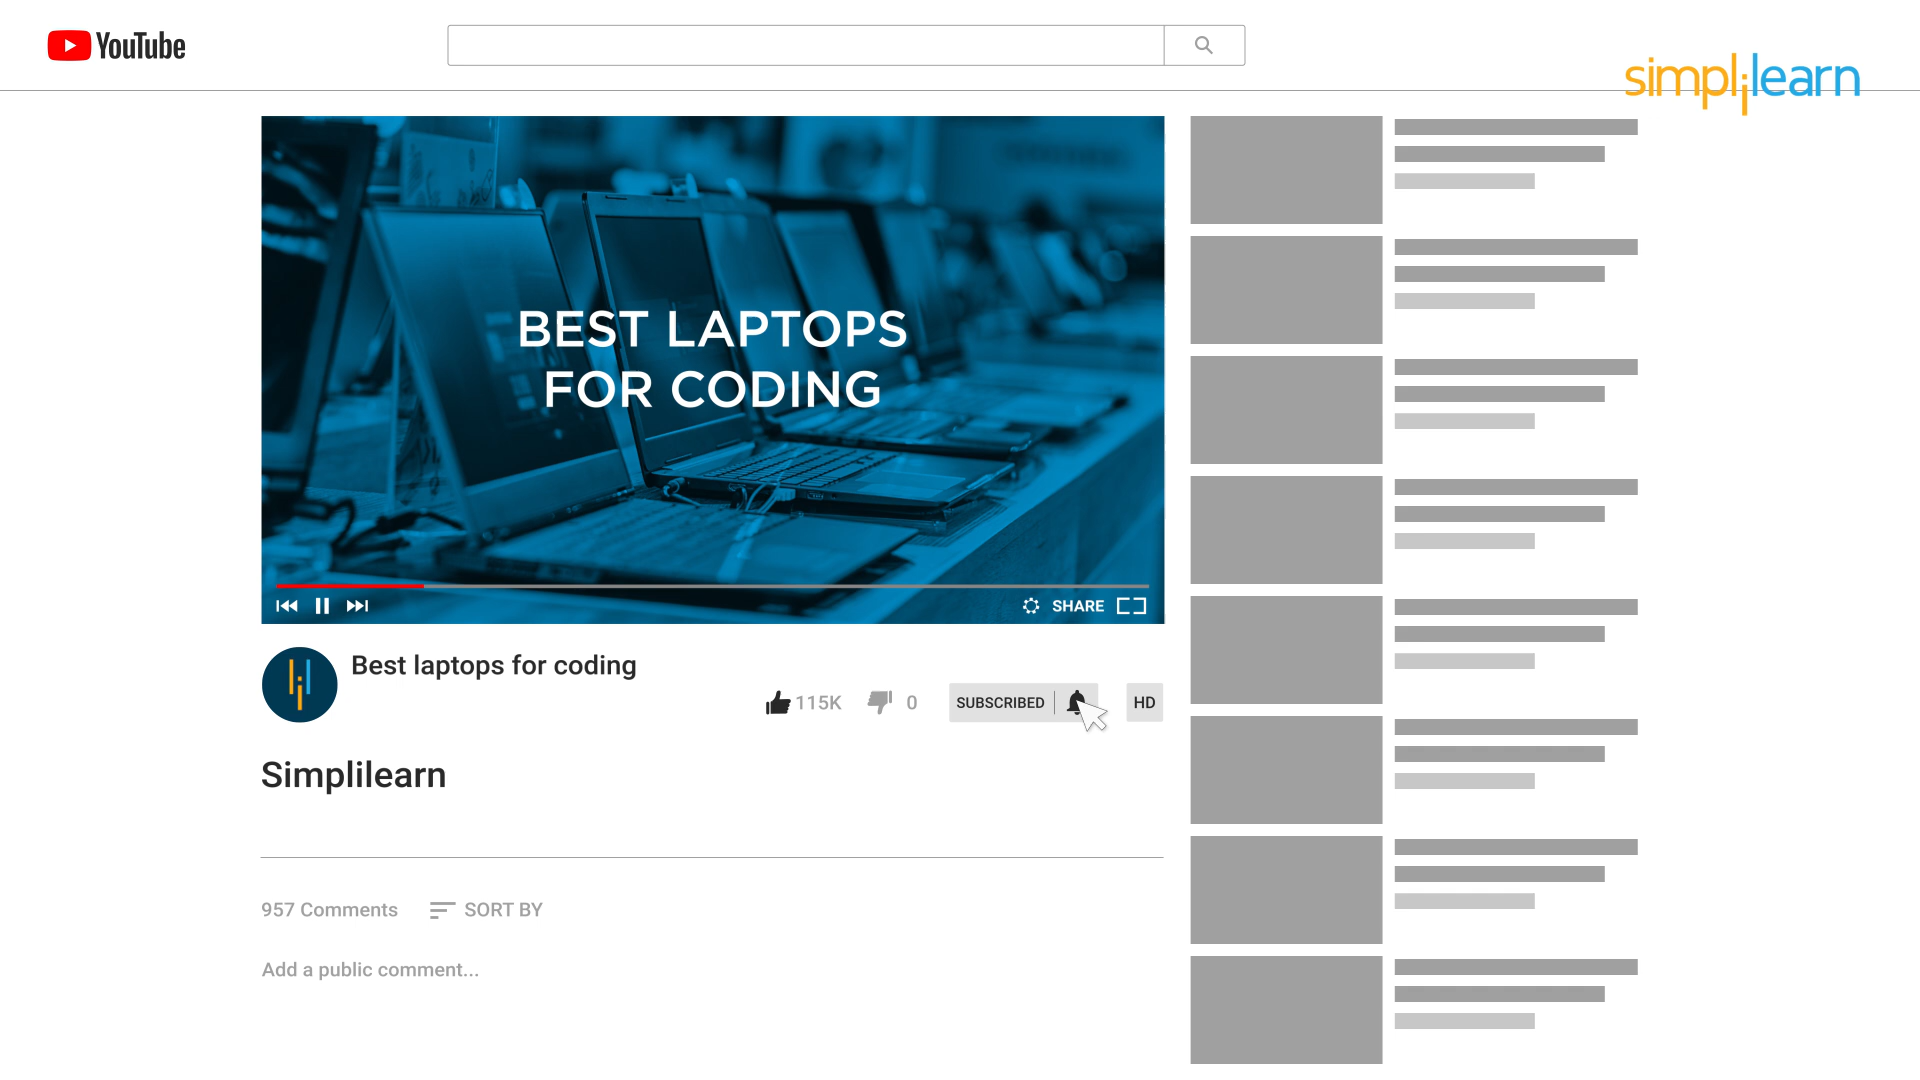 YouTube
simplilearn
BEST LAPTOPS
FOR CODING
SHARE
Best laptops for coding
115K
0
SUBSCRIBED
HD
Simplilearn
957 Comments
SORT BY
Add a public comment...